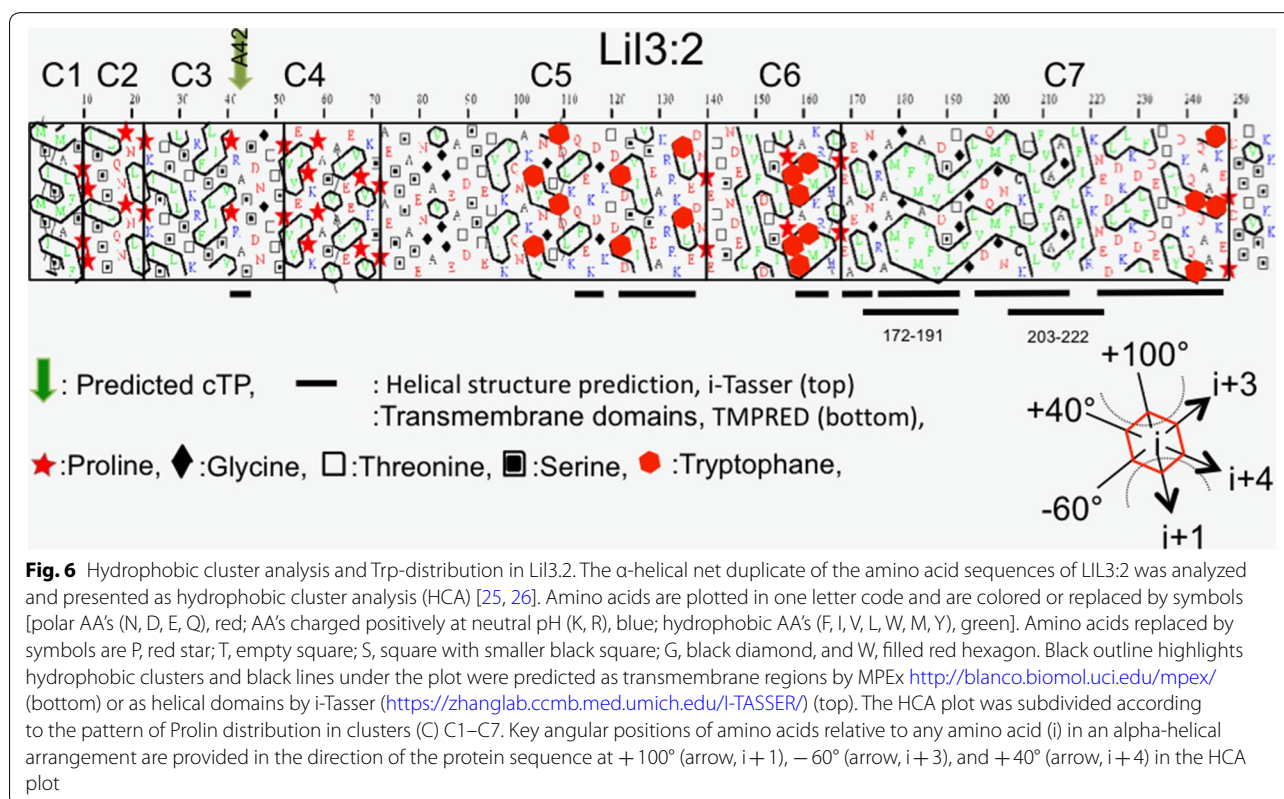 Lil3:2
A42
C1 C2 C3 C4 C5 C6 C7
10 20 30 40 50 60 70 80 90 100 110 120 130 140 150 160 170 180 190 200 210 220 230 240 250
172-191 203-222
: Predicted cTP, : Helical structure prediction, i-Tasser (top)
:Transmembrane domains, TMPRED (bottom),
:Proline, :Glycine, :Threonine, :Serine, :Tryptophane,
+100°
i+3
+40°
i
i+4
-60°
i+1
Fig. 6 Hydrophobic cluster analysis and Trp-distribution in Lil3.2. The α-helical net duplicate of the amino acid sequences of LIL3:2 was analyzed
and presented as hydrophobic cluster analysis (HCA) [25, 26]. Amino acids are plotted in one letter code and are colored or replaced by symbols
[polar AA's (N, D, E, Q), red; AA's charged positively at neutral pH (K, R), blue; hydrophobic AA's (F, I, V, L, W, M, Y), green]. Amino acids replaced by
symbols are P, red star; T, empty square; S, square with smaller black square; G, black diamond, and W, filled red hexagon. Black outline highlights
hydrophobic clusters and black lines under the plot were predicted as transmembrane regions by MPEx http://blanco.biomol.uci.edu/mpex/
(bottom) or as helical domains by i-Tasser (https://zhanglab.ccmb.med.umich.edu/I-TASSER/) (top). The HCA plot was subdivided according
to the pattern of Prolin distribution in clusters (C) C1–C7. Key angular positions of amino acids relative to any amino acid (i) in an alpha-helical
arrangement are provided in the direction of the protein sequence at + 100° (arrow, i + 1), − 60° (arrow, i + 3), and + 40° (arrow, i + 4) in the HCA
plot